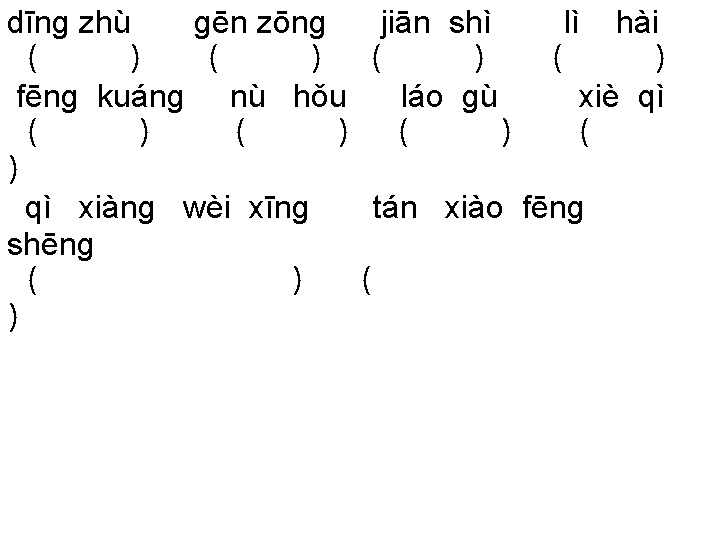 dīng zhù gēn zōng jiān shì lì hài
( ) ( ) ( ) ( )
fēng kuáng nù hǒu láo gù xiè qì
( ) ( ) ( ) (
)
qì xiàng wèi xīng tán xiào fēng
shēng
( ) (
)